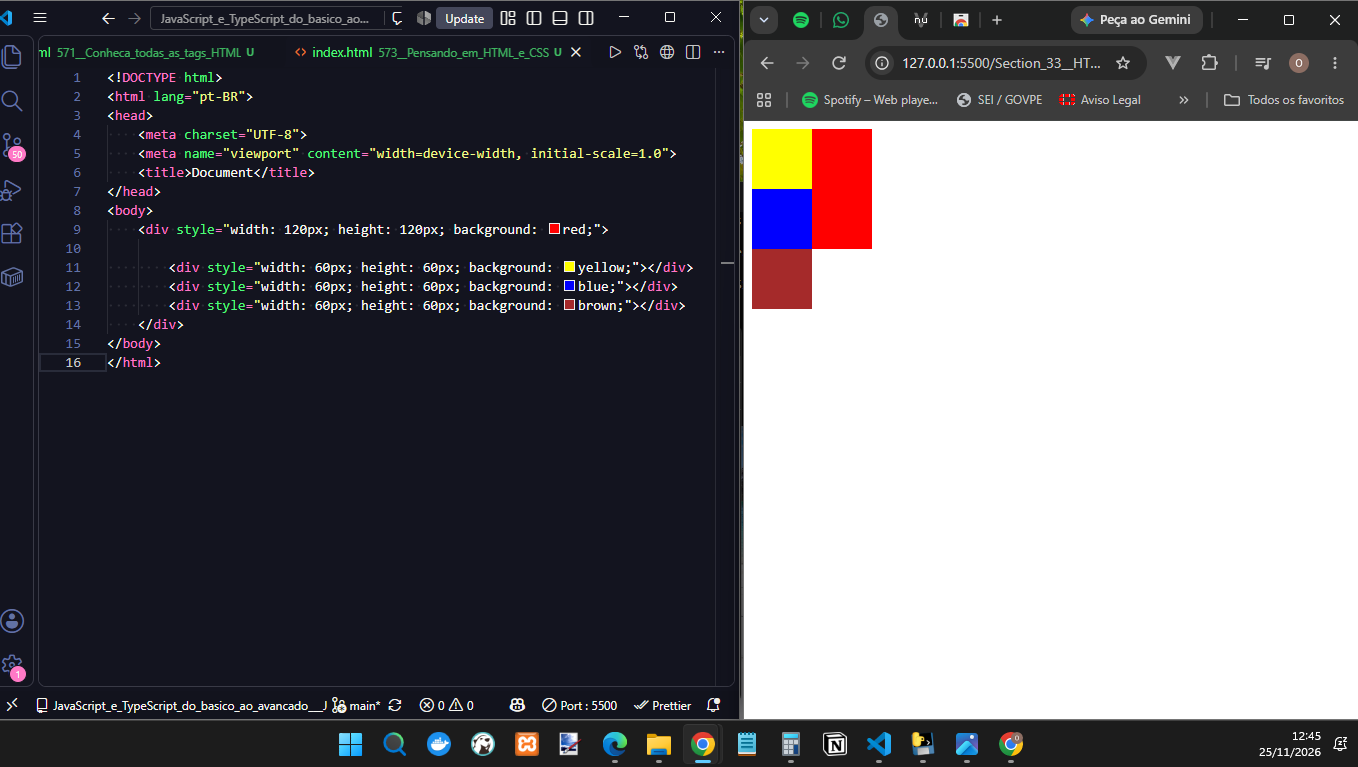 JavaScript_e_TypeScript_do_basico_ao...
Update
ml 571__Conheca_todas_as_tags_HTML U
<> index.html 573__Pensando_em_HTML_e_CSS U
1 <!DOCTYPE html>
2 <html lang="pt-BR">
3 <head>
4 <meta charset="UTF-8">
5 <meta name="viewport" content="width=device-width, initial-scale=1.0">
6 <title>Document</title>
7 </head>
8 <body>
9 <div style="width: 120px; height: 120px; background: red;">
10
11 <div style="width: 60px; height: 60px; background: yellow;"></div>
12 <div style="width: 60px; height: 60px; background: blue;"></div>
13 <div style="width: 60px; height: 60px; background: brown;"></div>
14 </div>
15 </body>
16 </html>
50
1
JavaScript_e_TypeScript_do_basico_ao_avancado__J main* 0 0 Port : 5500 Prettier
nu
Peça ao Gemini
127.0.0.1:5500/Section_33__HT...
O
Spotify – Web playe... SEI / GOVPE Aviso Legal » Todos os favoritos
12:45
25/11/2026